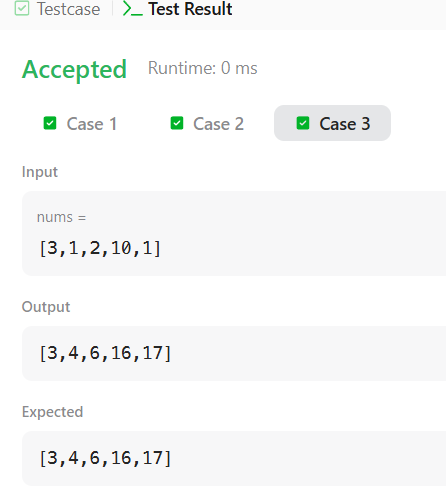 Testcase
Test Result
Accepted Runtime: 0 ms
Case 1 Case 2 Case 3
Input
nums =
[3,1,2,10,1]
Output
[3,4,6,16,17]
Expected
[3,4,6,16,17]